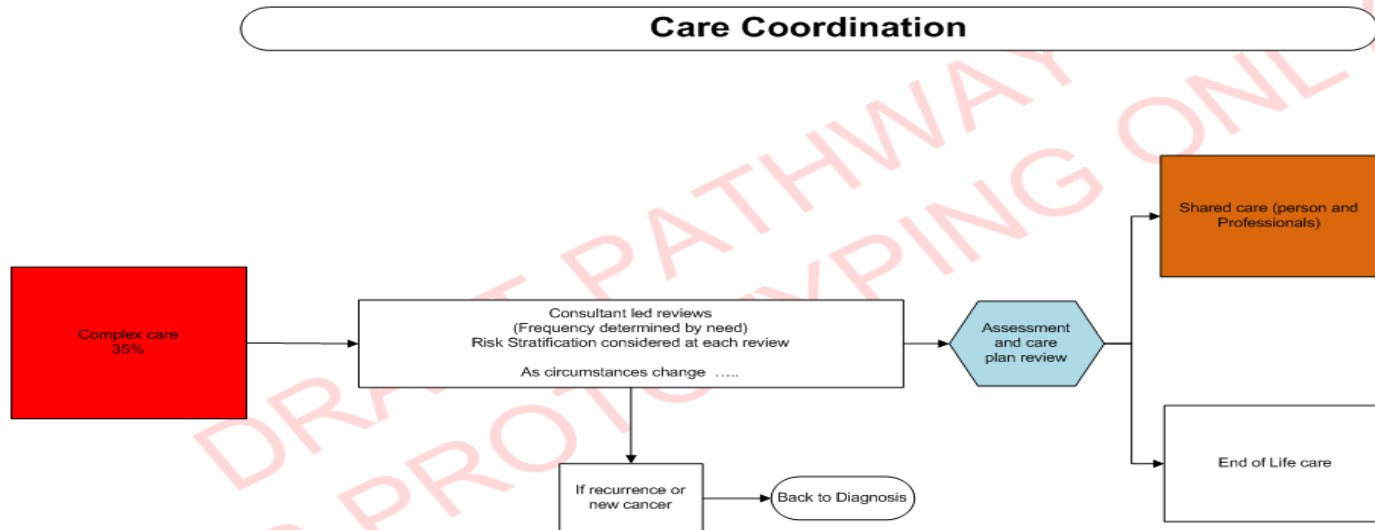 Care Coordination
Shared care (person and
Professionals)
Complex care
35%
Consultant led reviews
(Frequency determined by need)
Risk Stratification considered at each review
As circumstances change …..
Assessment
and care
plan review
End of Life care
If recurrence or
new cancer
Back to Diagnosis
DRAFT PATHWAY
PROTOTYPING ONLY